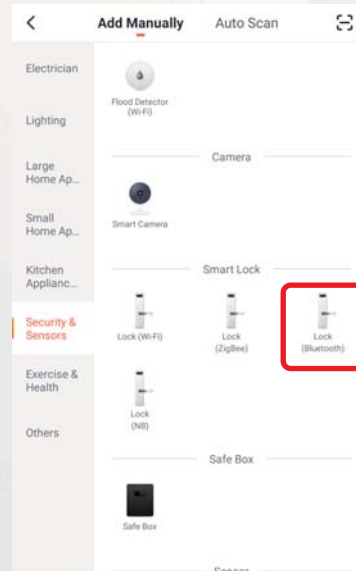 Add Manually
Auto Scan
Electrician
Lighting
Large
Home Ap...
Small
Home Ap...
Kitchen
Applianc...
Security &
Sensors
Exercise &
Health
Others
Flood Detector
(Wi-Fi)
Camera
Smart Camera
Smart Lock
Lock (Wi-Fi)
Lock
(ZigBee)
Lock
(Bluetooth)
Lock
(NB)
Safe Box
Safe Box
Sensor